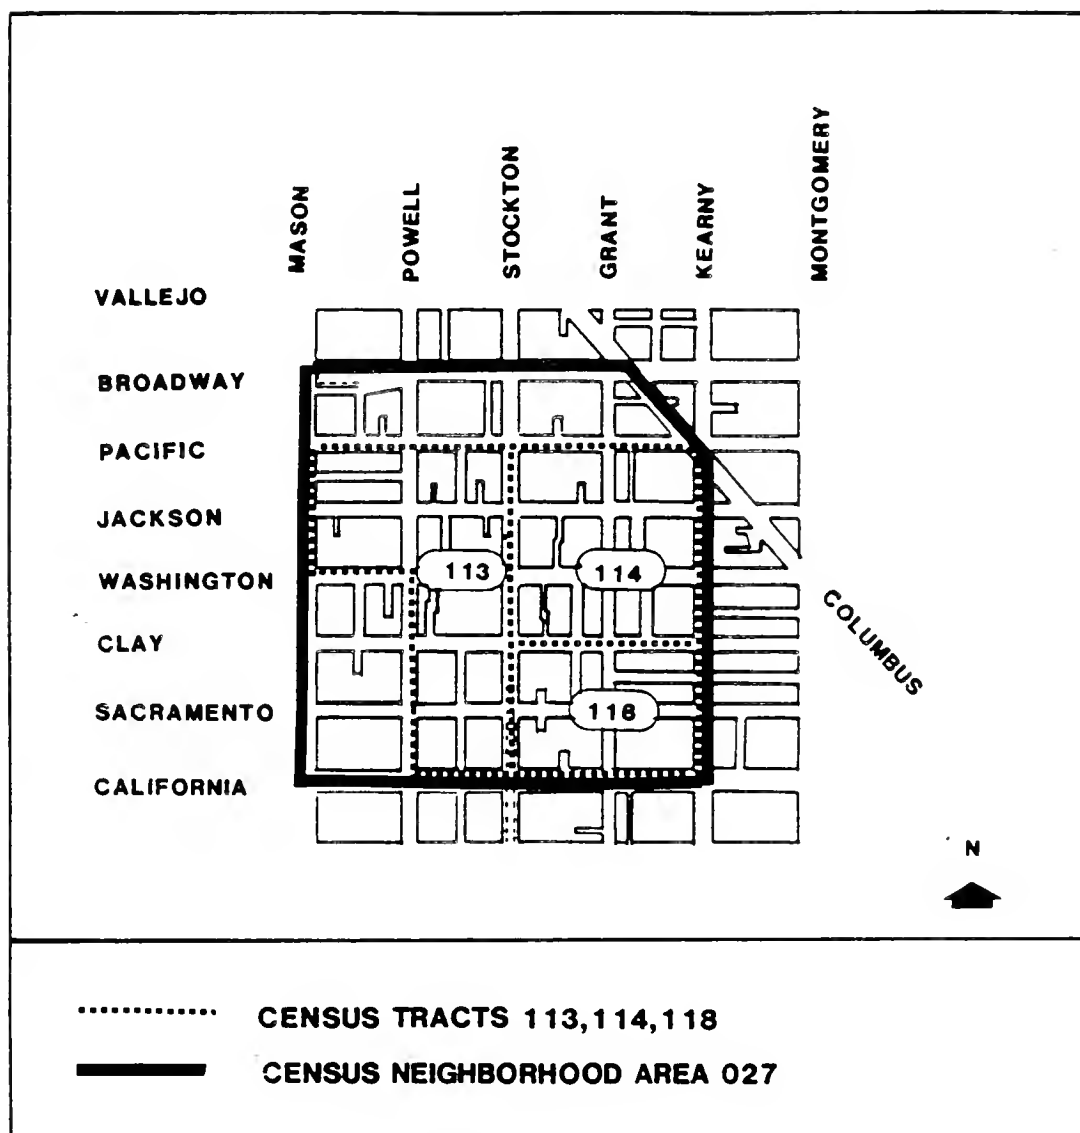 MONTGOMERY
STOCKTON
MASON
POWELL
GRANT
KEARNY
VALLEJO
BROADWAY
PACIFIC
JACKSON
113
114
WASHINGTON
COLUMBUS
CLAY
SACRAMENTO
118
CALIFORNIA
N
CENSUS TRACTS 113,114,118
CENSUS NEIGHBORHOOD AREA 027